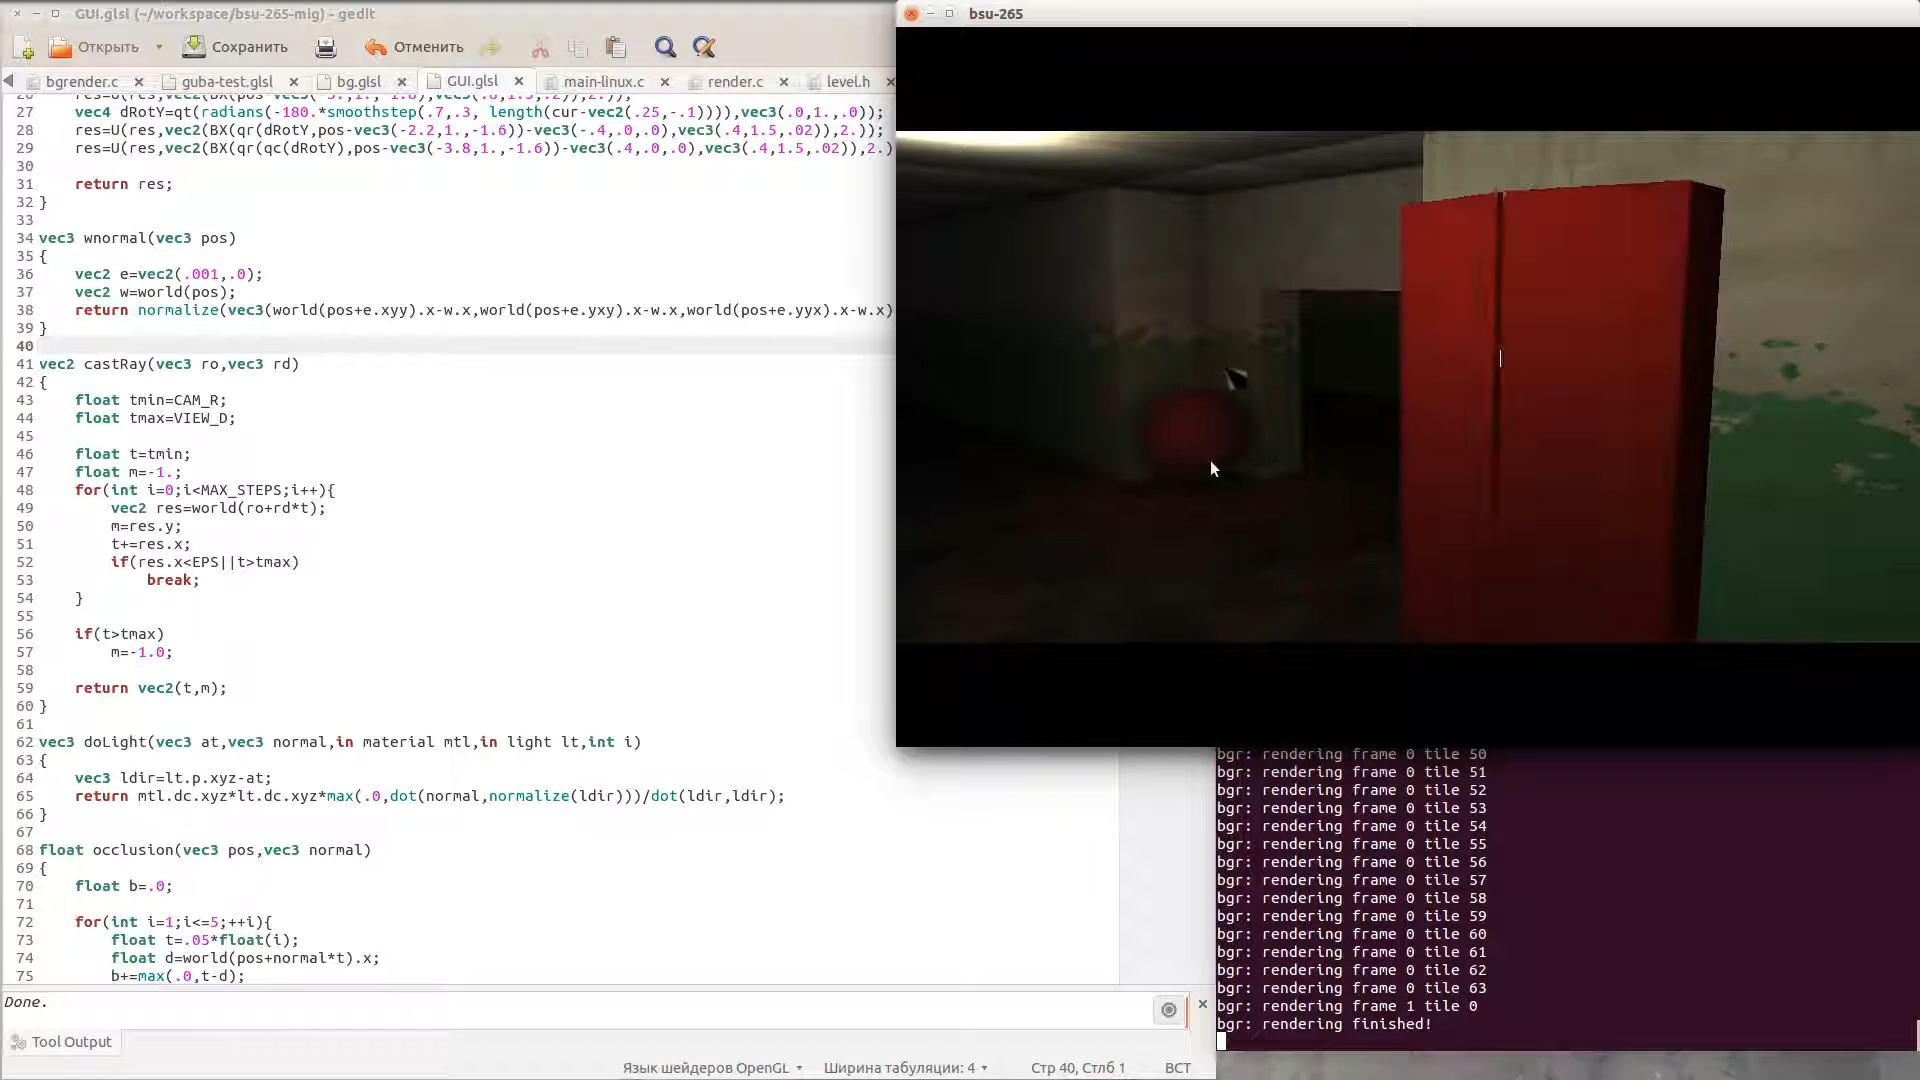 GUI.glsl (~/workspace/bsu-265-mig) - gedit
Открыть Сохранить Отменить
bgrender.c guba-test.glsl bg.glsl GUI.glsl main-linux.c render.c level.h
27 vec4 dRotY=qt(radians(-180.*smoothstep(.7,.3, length(cur-vec2(.25,-.1)))),vec3(.0,1.,.0));
28 res=U(res,vec2(BX(qr(dRotY,pos-vec3(-2.2,1.,-1.6))-vec3(-.4,.0,.0),vec3(.4,1.5,.02)),2.));
29 res=U(res,vec2(BX(qr(qc(dRotY),pos-vec3(-3.8,1.,-1.6))-vec3(.4,.0,.0),vec3(.4,1.5,.02)),2.)
30
31 return res;
32 }
33
34 vec3 wnormal(vec3 pos)
35 {
36 vec2 e=vec2(.001,.0);
37 vec2 w=world(pos);
38 return normalize(vec3(world(pos+e.xyy).x-w.x,world(pos+e.yxy).x-w.x,world(pos+e.yyx).x-w.x)
39 }
40
41 vec2 castRay(vec3 ro,vec3 rd)
42 {
43 float tmin=CAM_R;
44 float tmax=VIEW_D;
45
46 float t=tmin;
47 float m=-1.;
48 for(int i=0;i<MAX_STEPS;i++){
49 vec2 res=world(ro+rd*t);
50 m=res.y;
51 t+=res.x;
52 if(res.x<EPS||t>tmax)
53 break;
54 }
55
56 if(t>tmax)
57 m=-1.0;
58
59 return vec2(t,m);
60 }
61
62 vec3 doLight(vec3 at,vec3 normal,in material mtl,in light lt,int i)
63 {
64 vec3 ldir=lt.p.xyz-at;
65 return mtl.dc.xyz*lt.dc.xyz*max(.0,dot(normal,normalize(ldir)))/dot(ldir,ldir);
66 }
67
68 float occlusion(vec3 pos,vec3 normal)
69 {
70 float b=.0;
71
72 for(int i=1;i<=5;++i){
73 float t=.05*float(i);
74 float d=world(pos+normal*t).x;
75 b+=max(.0,t-d);
Done.
Tool Output
Язык шейдеров OpenGL Ширина табуляции: 4 Стр 40, Стлб 1 ВСТ
bsu-265
bgr: rendering frame 0 tile 50
bgr: rendering frame 0 tile 51
bgr: rendering frame 0 tile 52
bgr: rendering frame 0 tile 53
bgr: rendering frame 0 tile 54
bgr: rendering frame 0 tile 55
bgr: rendering frame 0 tile 56
bgr: rendering frame 0 tile 57
bgr: rendering frame 0 tile 58
bgr: rendering frame 0 tile 59
bgr: rendering frame 0 tile 60
bgr: rendering frame 0 tile 61
bgr: rendering frame 0 tile 62
bgr: rendering frame 0 tile 63
bgr: rendering frame 1 tile 0
bgr: rendering finished!